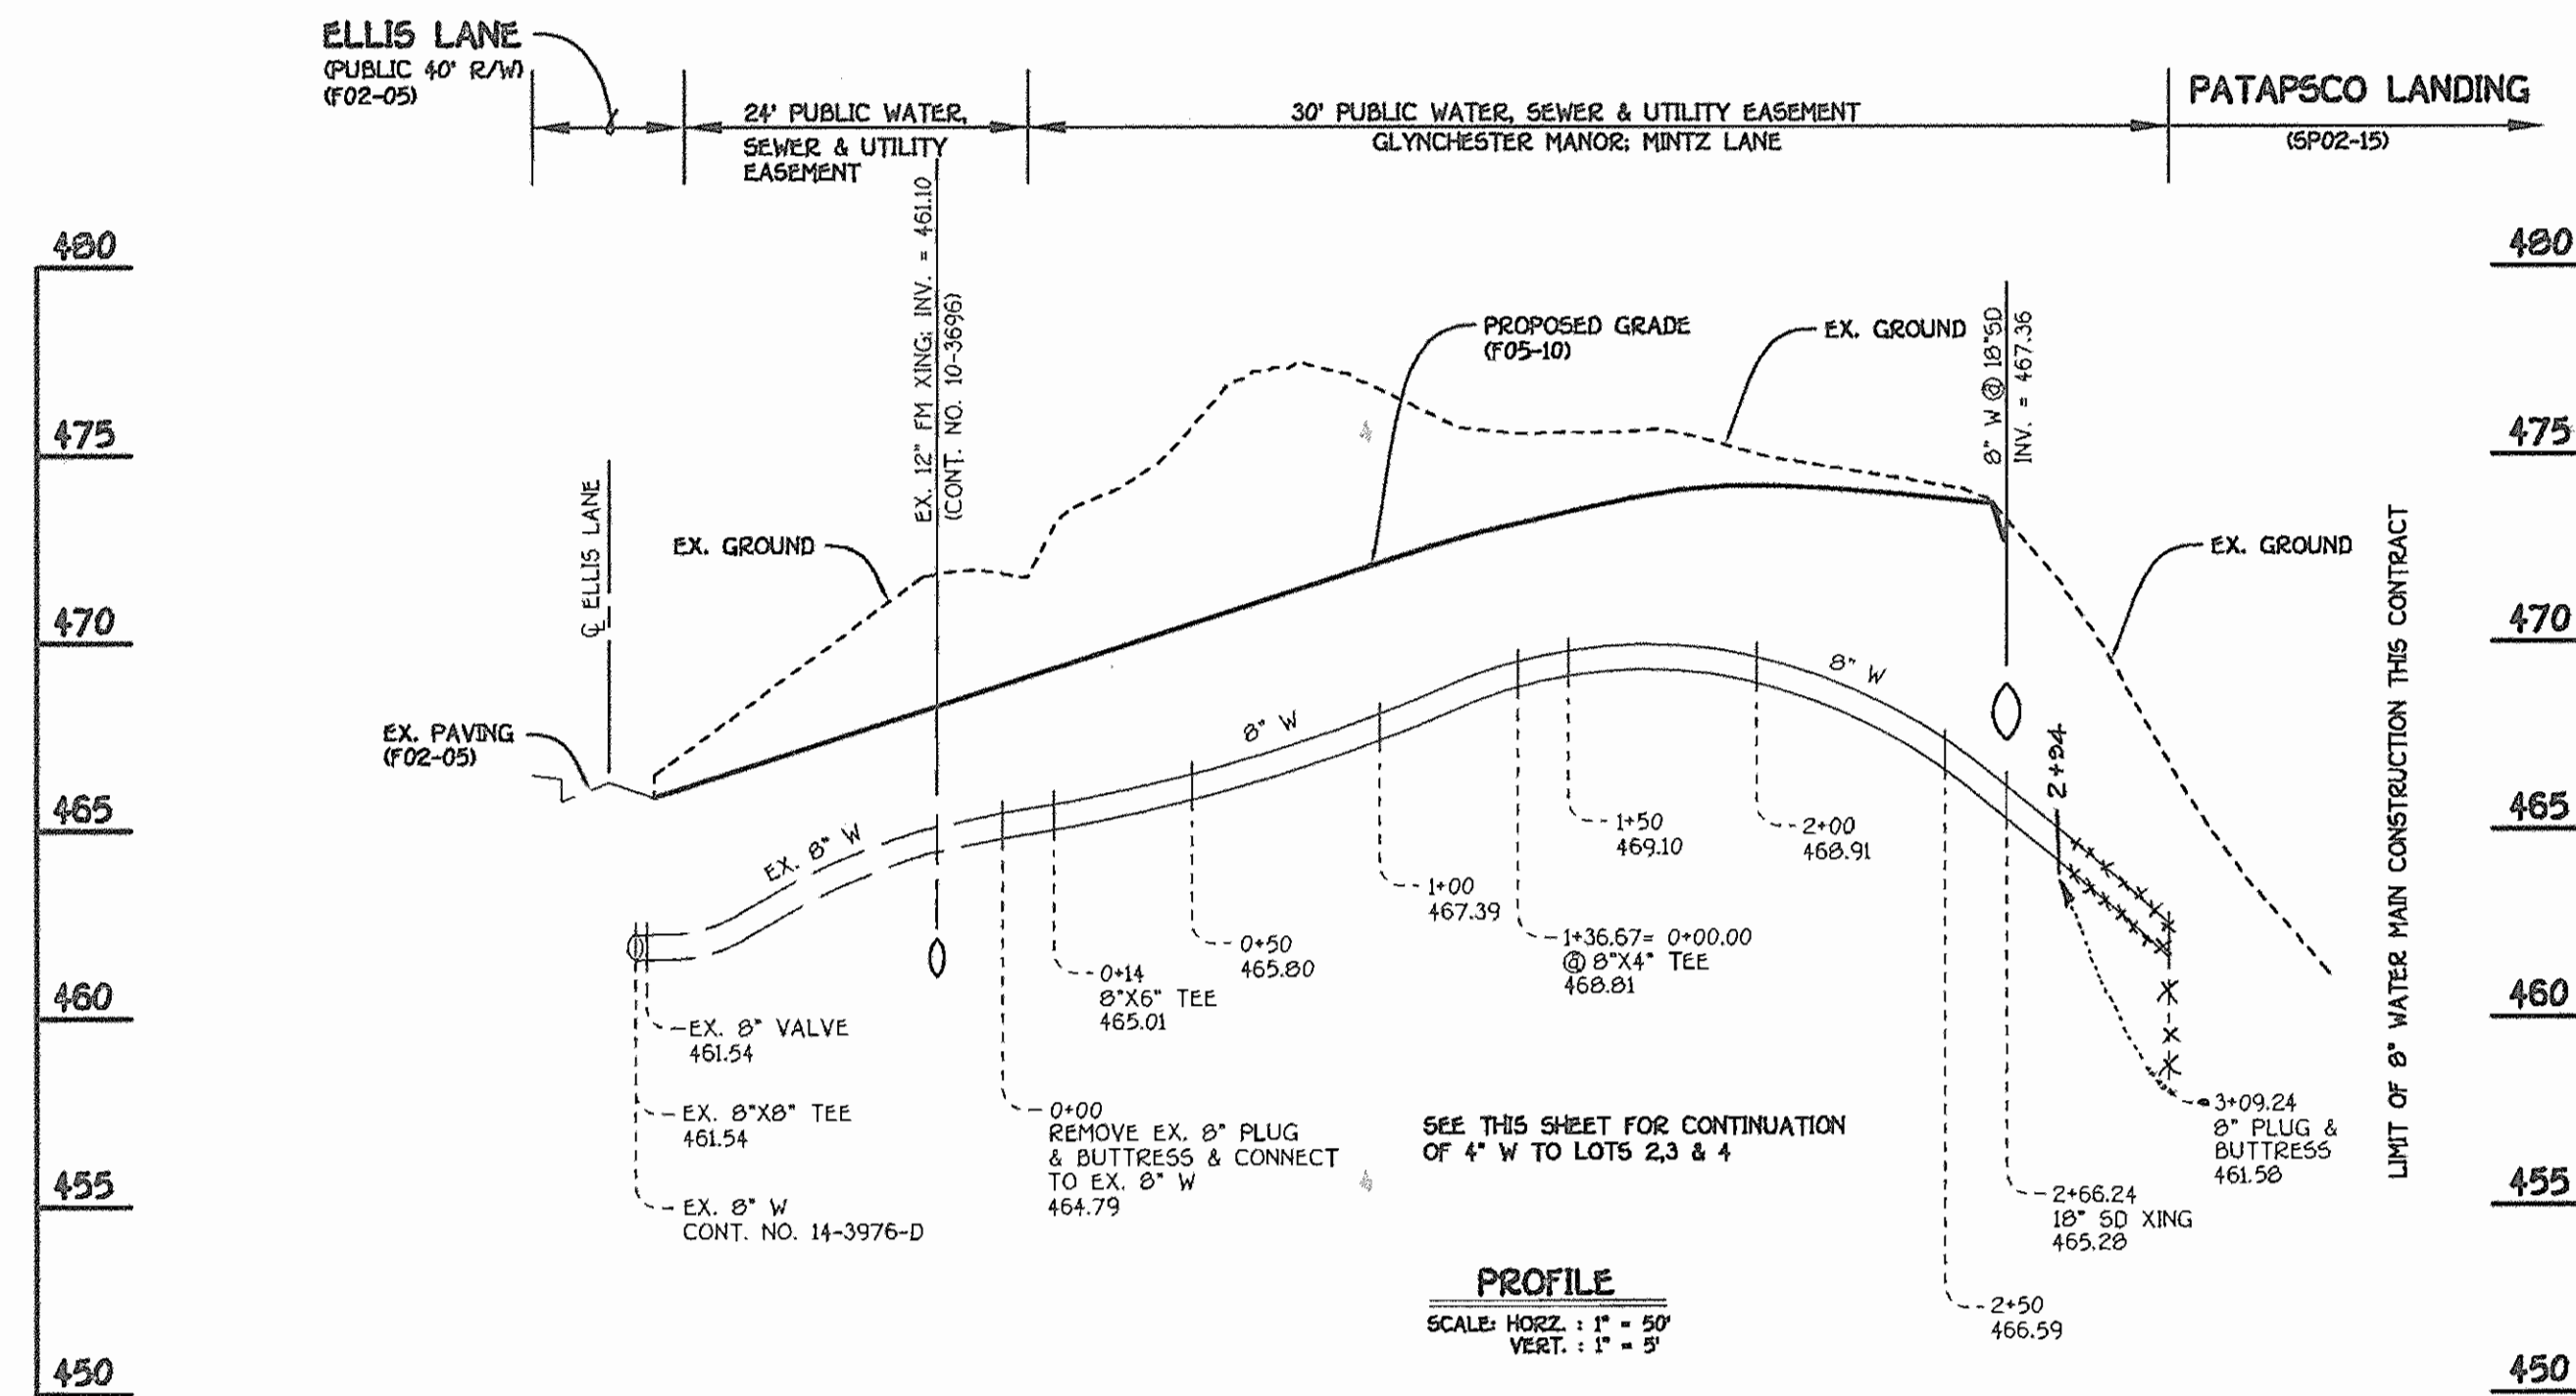 ELLIS LANE
(PUBLIC 40' R/W)
(F02-05)
24' PUBLIC WATER,
SEWER & UTILITY
EASEMENT
30' PUBLIC WATER, SEWER & UTILITY EASEMENT
GLYNCHESTER MANOR; MINTZ LANE
PATAPSCO LANDING
(SP02-15)
480
475
470
465
460
455
450
480
475
470
465
460
455
450
EX. 12" FM XING; INV. = 461.10
(CONT. NO. 10-3696)
℄ ELLIS LANE
EX. GROUND
PROPOSED GRADE
(F05-10)
EX. GROUND
8" W @ 18"SD
INV. = 467.36
EX. GROUND
LIMIT OF 8" WATER MAIN CONSTRUCTION THIS CONTRACT
EX. PAVING
(F02-05)
EX. 8" W
8" W
8" W
2+94
EX. 8" VALVE
461.54
EX. 8"X8" TEE
461.54
EX. 8" W
CONT. NO. 14-3976-D
0+00
REMOVE EX. 8" PLUG
& BUTTRESS & CONNECT
TO EX. 8" W
464.79
0+14
8"X6" TEE
465.01
0+50
465.80
1+00
467.39
1+36.67= 0+00.00
@ 8"X4" TEE
468.81
1+50
469.10
2+00
468.91
2+50
466.59
2+66.24
18" SD XING
465.28
3+09.24
8" PLUG &
BUTTRESS
461.58
SEE THIS SHEET FOR CONTINUATION
OF 4" W TO LOTS 2,3 & 4
PROFILE
SCALE: HORZ. : 1" = 50'
VERT. : 1" = 5'